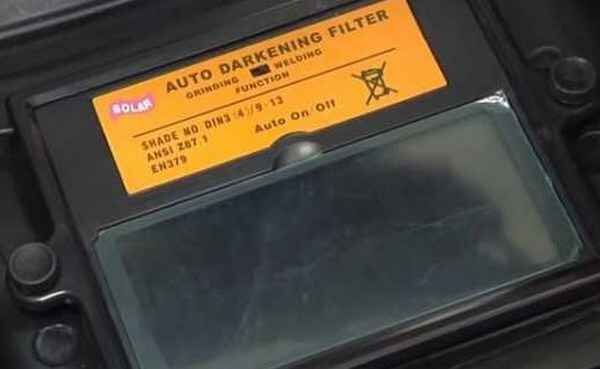 SOLAR
AUTO DARKENING FILTER
GRINDING WELDING
FUNCTION
SHADE NO DIN3(4)/9-13
ANSI Z87.1
EN379
Auto On/Off